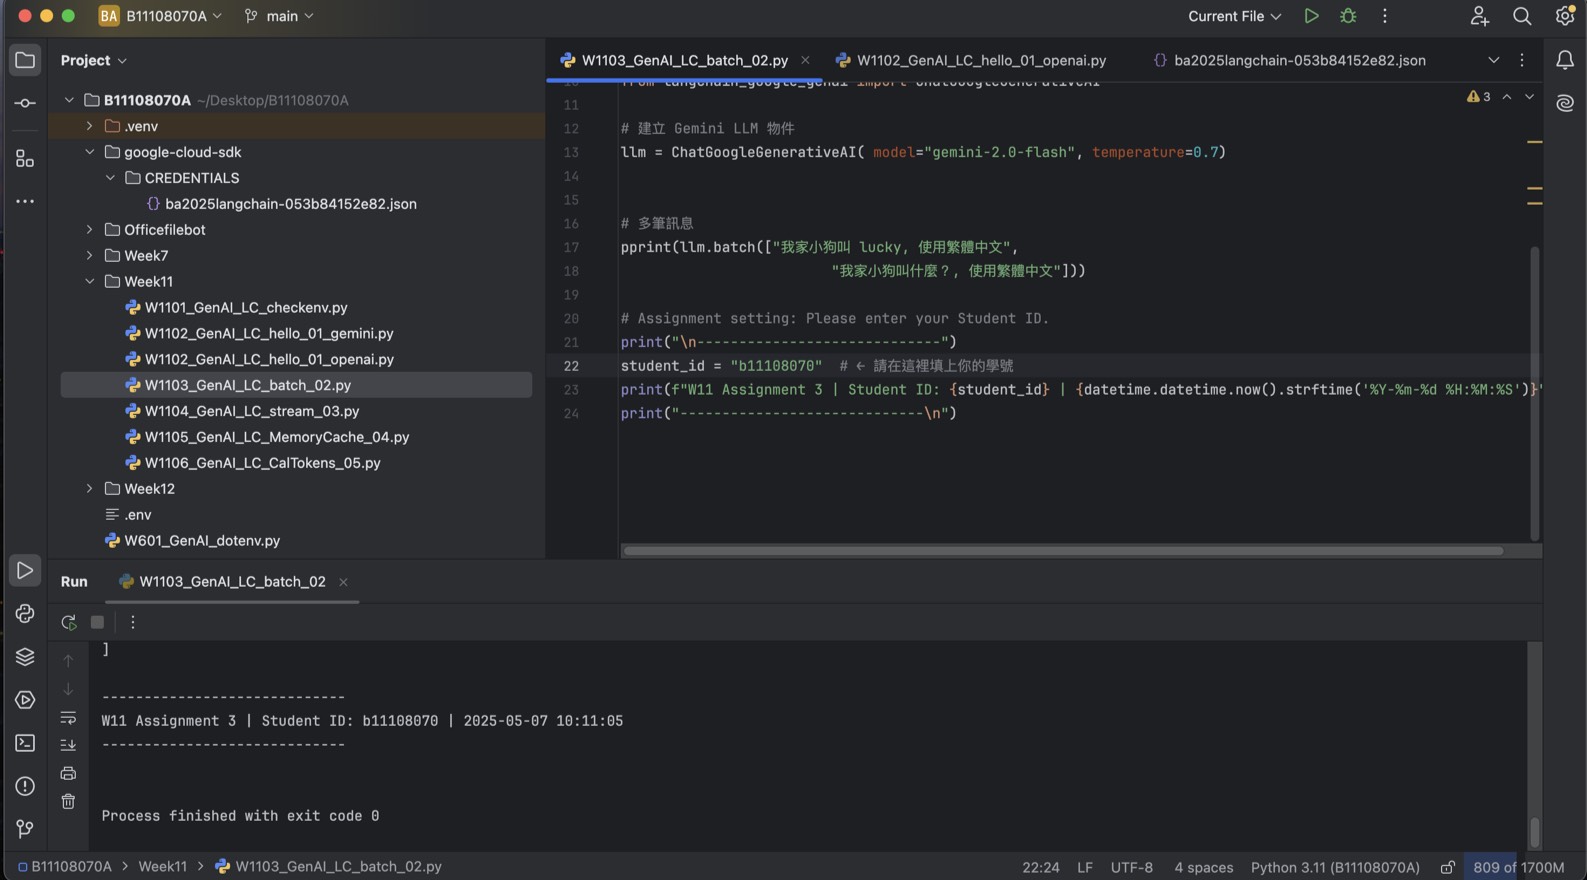 BA B11108070A main Current File
Project
B11108070A ~/Desktop/B11108070A
.venv
google-cloud-sdk
CREDENTIALS
ba2025langchain-053b84152e82.json
Officefilebot
Week7
Week11
W1101_GenAI_LC_checkenv.py
W1102_GenAI_LC_hello_01_gemini.py
W1102_GenAI_LC_hello_01_openai.py
W1103_GenAI_LC_batch_02.py
W1104_GenAI_LC_stream_03.py
W1105_GenAI_LC_MemoryCache_04.py
W1106_GenAI_LC_CalTokens_05.py
Week12
.env
W601_GenAI_dotenv.py
W1103_GenAI_LC_batch_02.py W1102_GenAI_LC_hello_01_openai.py {} ba2025langchain-053b84152e82.json
3
10 from langchain_google_genai import ChatGoogleGenerativeAI
11
12 # 建立 Gemini LLM 物件
13 llm = ChatGoogleGenerativeAI( model="gemini-2.0-flash", temperature=0.7)
14
15
16 # 多筆訊息
17 pprint(llm.batch(["我家小狗叫 lucky, 使用繁體中文",
18 "我家小狗叫什麼？, 使用繁體中文"]))
19
20 # Assignment setting: Please enter your Student ID.
21 print("\n-----------------------------")
22 student_id = "b11108070" # ← 請在這裡填上你的學號
23 print(f"W11 Assignment 3 | Student ID: {student_id} | {datetime.datetime.now().strftime('%Y-%m-%d %H:%M:%S')}"
24 print("-----------------------------\n")
Run W1103_GenAI_LC_batch_02
]
-----------------------------
W11 Assignment 3 | Student ID: b11108070 | 2025-05-07 10:11:05
-----------------------------
Process finished with exit code 0
B11108070A > Week11 > W1103_GenAI_LC_batch_02.py 22:24 LF UTF-8 4 spaces Python 3.11 (B11108070A) 809 of 1700M